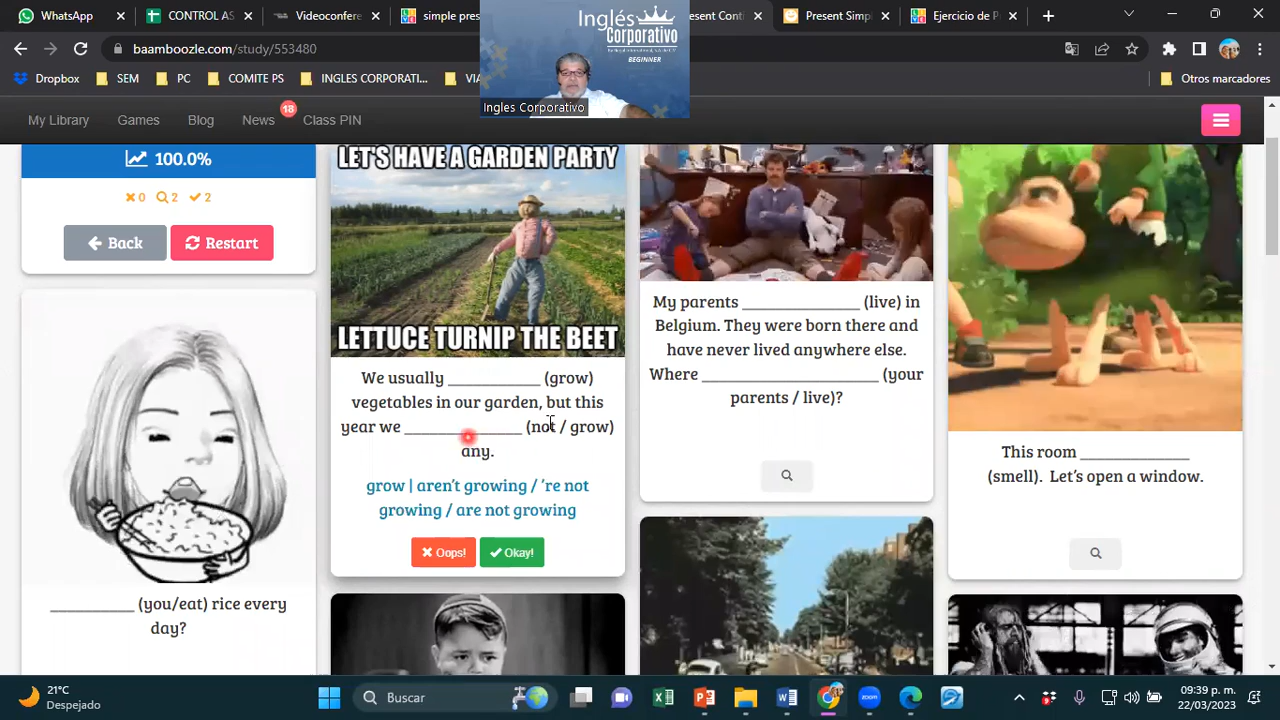 WhatsApp
CONTROL AS
simple pres
sent Cont
Present Simp
Ejercicio de P
baamboozle.com/study/553480
Inglés
Corporativo
BEGINNER
Ingles Corporativo
Dropbox
SEM
PC
COMITE PS
INGLES CORPORATIV
VIA
Otros marcadores
My Library
Games
Blog
News
18
Class PIN
100.0%
0
2
2
Back
Restart
LET'S HAVE A GARDEN PARTY
LETTUCE TURNIP THE BEET
We usually ___________ (grow)
vegetables in our garden, but this
year we ______________ (not / grow)
any.
grow | aren't growing / 're not
growing / are not growing
Oops!
Okay!
My parents ______________ (live) in
Belgium. They were born there and
have never lived anywhere else.
Where _____________________ (your
parents / live)?
This room _____________
(smell). Let's open a window.
__________ (you/eat) rice every
day?
21°C
Despejado
Buscar
09:39 p. m.
22/03/2023